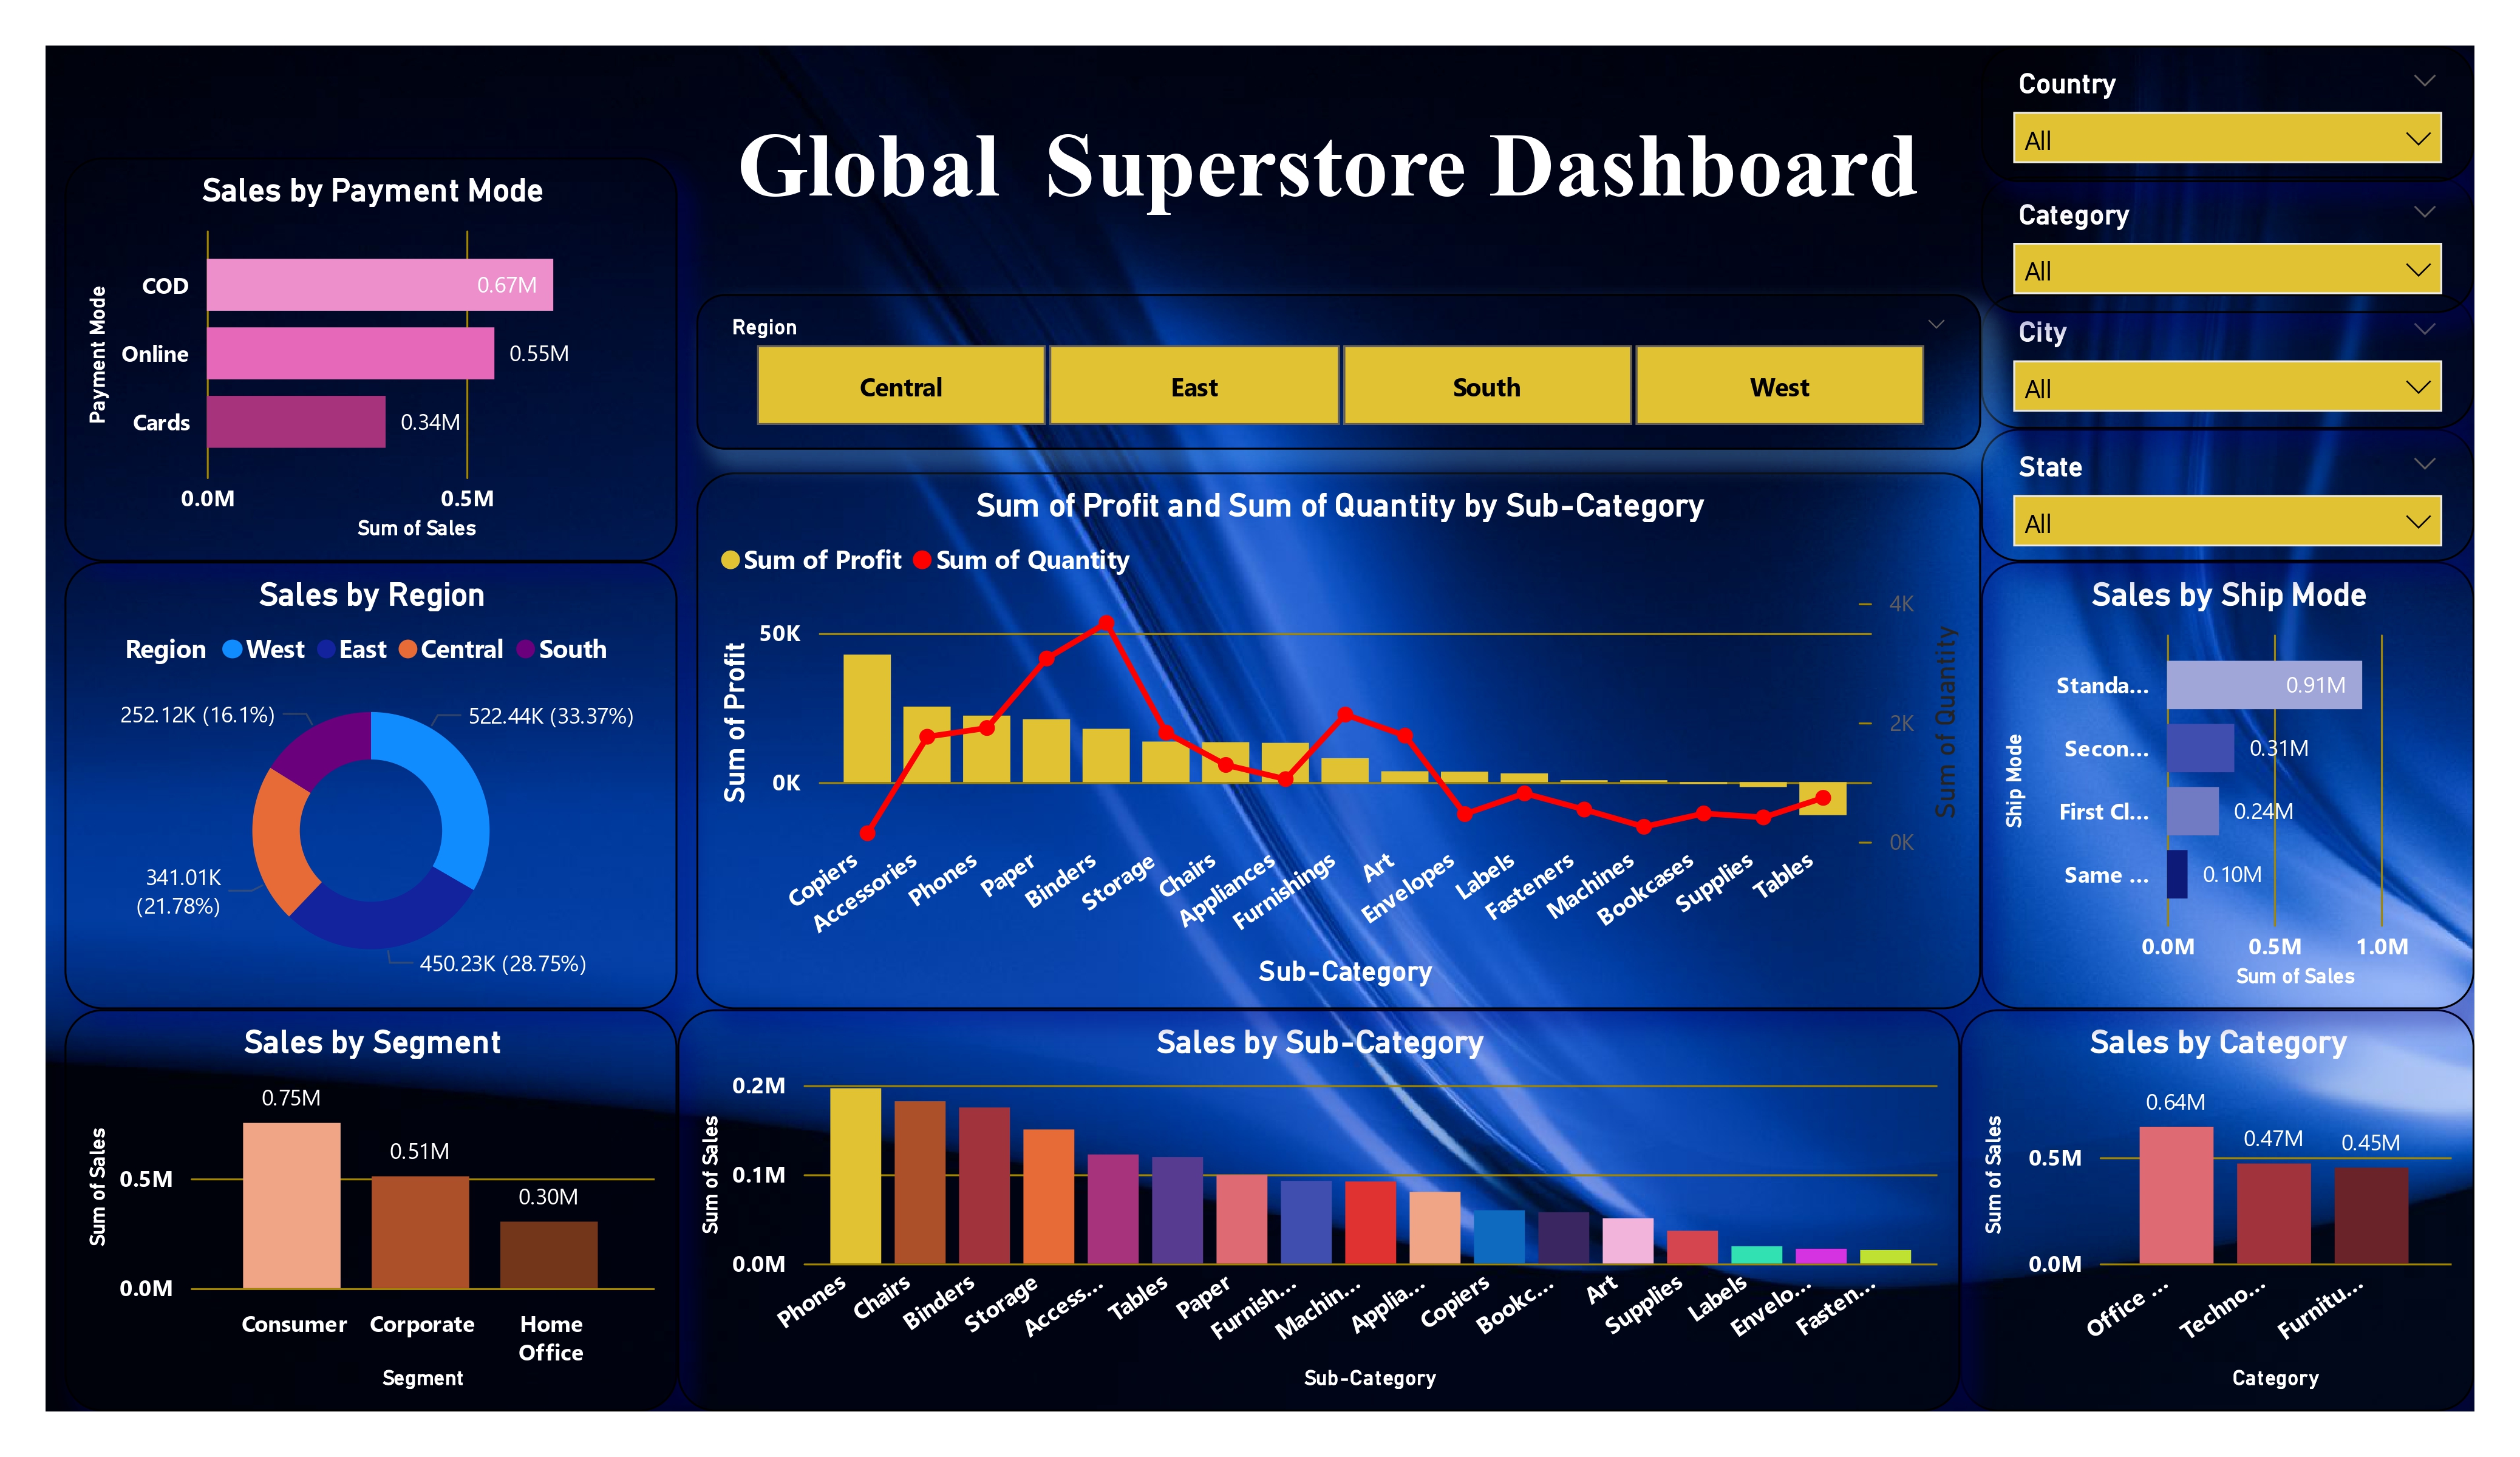 Global  Superstore Dashboard
Country
All
Category
All
City
All
State
All
Region
Central
East
South
West
Sales by Payment Mode
Payment Mode
COD
0.67M
Online
0.55M
Cards
0.34M
0.0M
0.5M
Sum of Sales
Sales by Region
Region
West
East
Central
South
252.12K (16.1%)
522.44K (33.37%)
341.01K
(21.78%)
450.23K (28.75%)
Sum of Profit and Sum of Quantity by Sub-Category
Sum of Profit
Sum of Quantity
Sum of Profit
50K
0K
4K
2K
0K
Sum of Quantity
Copiers
Accessories
Phones
Paper
Binders
Storage
Chairs
Appliances
Furnishings
Art
Envelopes
Labels
Fasteners
Machines
Bookcases
Supplies
Tables
Sub-Category
Sales by Ship Mode
Ship Mode
Standa...
0.91M
Secon...
0.31M
First Cl...
0.24M
Same ...
0.10M
0.0M
0.5M
1.0M
Sum of Sales
Sales by Segment
Sum of Sales
0.5M
0.0M
0.75M
0.51M
0.30M
Consumer
Corporate
Home
Office
Segment
Sales by Sub-Category
Sum of Sales
0.2M
0.1M
0.0M
Phones
Chairs
Binders
Storage
Access...
Tables
Paper
Furnish...
Machin...
Applia...
Copiers
Bookc...
Art
Supplies
Labels
Envelo...
Fasten...
Sub-Category
Sales by Category
Sum of Sales
0.5M
0.0M
0.64M
0.47M
0.45M
Office ...
Techno...
Furnitu...
Category